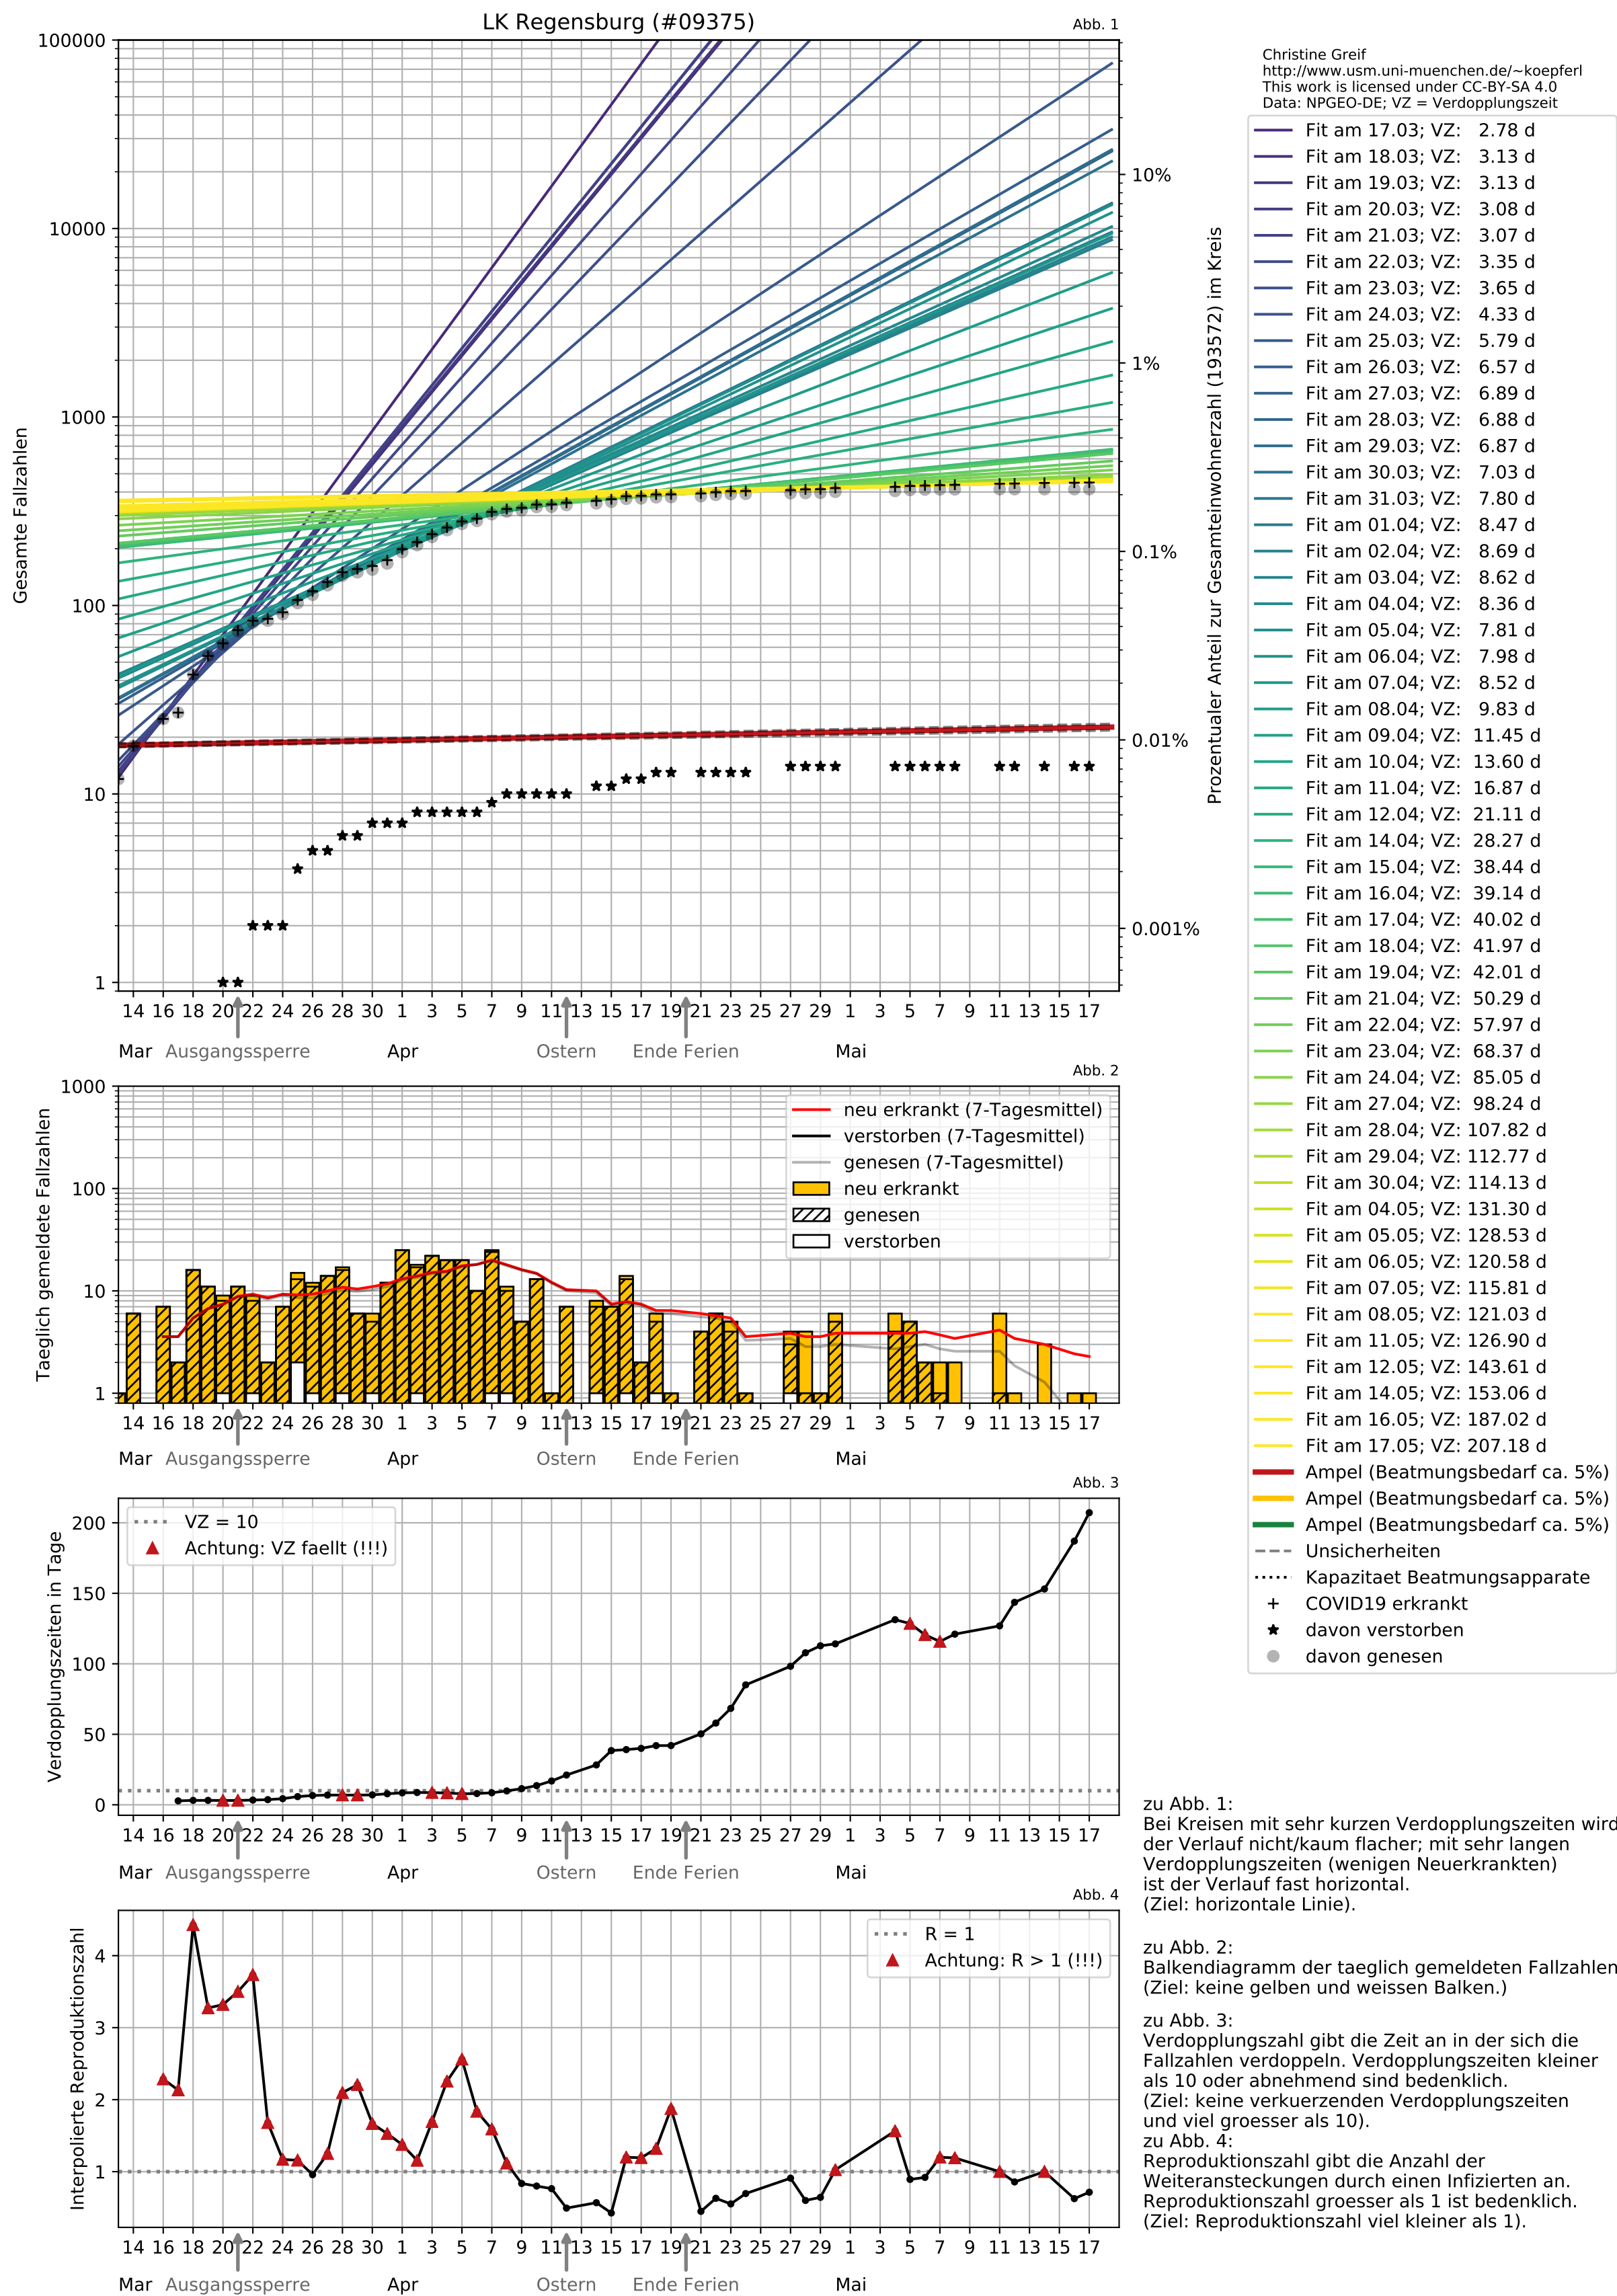 LK Regensburg (#09375)
Abb. 1
Christine Greif
http://www.usm.uni-muenchen.de/~koepferl
This work is licensed under CC-BY-SA 4.0
Data: NPGEO-DE; VZ = Verdopplungszeit
100000
10000
1000
100
10
1
Gesamte Fallzahlen
10%
1%
0.1%
0.01%
0.001%
Prozentualer Anteil zur Gesamteinwohnerzahl (193572) im Kreis
14 16 18 20 22 24 26 28 30 1 3 5 7 9 11 13 15 17 19 21 23 25 27 29 1 3 5 7 9 11 13 15 17
Mar Ausgangssperre Apr Ostern Ende Ferien Mai
Fit am 17.03; VZ: 2.78 d
Fit am 18.03; VZ: 3.13 d
Fit am 19.03; VZ: 3.13 d
Fit am 20.03; VZ: 3.08 d
Fit am 21.03; VZ: 3.07 d
Fit am 22.03; VZ: 3.35 d
Fit am 23.03; VZ: 3.65 d
Fit am 24.03; VZ: 4.33 d
Fit am 25.03; VZ: 5.79 d
Fit am 26.03; VZ: 6.57 d
Fit am 27.03; VZ: 6.89 d
Fit am 28.03; VZ: 6.88 d
Fit am 29.03; VZ: 6.87 d
Fit am 30.03; VZ: 7.03 d
Fit am 31.03; VZ: 7.80 d
Fit am 01.04; VZ: 8.47 d
Fit am 02.04; VZ: 8.69 d
Fit am 03.04; VZ: 8.62 d
Fit am 04.04; VZ: 8.36 d
Fit am 05.04; VZ: 7.81 d
Fit am 06.04; VZ: 7.98 d
Fit am 07.04; VZ: 8.52 d
Fit am 08.04; VZ: 9.83 d
Fit am 09.04; VZ: 11.45 d
Fit am 10.04; VZ: 13.60 d
Fit am 11.04; VZ: 16.87 d
Fit am 12.04; VZ: 21.11 d
Fit am 14.04; VZ: 28.27 d
Fit am 15.04; VZ: 38.44 d
Fit am 16.04; VZ: 39.14 d
Fit am 17.04; VZ: 40.02 d
Fit am 18.04; VZ: 41.97 d
Fit am 19.04; VZ: 42.01 d
Fit am 21.04; VZ: 50.29 d
Fit am 22.04; VZ: 57.97 d
Fit am 23.04; VZ: 68.37 d
Fit am 24.04; VZ: 85.05 d
Fit am 27.04; VZ: 98.24 d
Fit am 28.04; VZ: 107.82 d
Fit am 29.04; VZ: 112.77 d
Fit am 30.04; VZ: 114.13 d
Fit am 04.05; VZ: 131.30 d
Fit am 05.05; VZ: 128.53 d
Fit am 06.05; VZ: 120.58 d
Fit am 07.05; VZ: 115.81 d
Fit am 08.05; VZ: 121.03 d
Fit am 11.05; VZ: 126.90 d
Fit am 12.05; VZ: 143.61 d
Fit am 14.05; VZ: 153.06 d
Fit am 16.05; VZ: 187.02 d
Fit am 17.05; VZ: 207.18 d
Ampel (Beatmungsbedarf ca. 5%)
Ampel (Beatmungsbedarf ca. 5%)
Ampel (Beatmungsbedarf ca. 5%)
Unsicherheiten
Kapazitaet Beatmungsapparate
COVID19 erkrankt
davon verstorben
davon genesen
Abb. 2
1000
100
10
1
Taeglich gemeldete Fallzahlen
neu erkrankt (7-Tagesmittel)
verstorben (7-Tagesmittel)
genesen (7-Tagesmittel)
neu erkrankt
genesen
verstorben
14 16 18 20 22 24 26 28 30 1 3 5 7 9 11 13 15 17 19 21 23 25 27 29 1 3 5 7 9 11 13 15 17
Mar Ausgangssperre Apr Ostern Ende Ferien Mai
Abb. 3
200
150
100
50
0
Verdopplungszeiten in Tage
VZ = 10
Achtung: VZ faellt (!!!)
14 16 18 20 22 24 26 28 30 1 3 5 7 9 11 13 15 17 19 21 23 25 27 29 1 3 5 7 9 11 13 15 17
Mar Ausgangssperre Apr Ostern Ende Ferien Mai
Abb. 4
4
3
2
1
Interpolierte Reproduktionszahl
R = 1
Achtung: R > 1 (!!!)
14 16 18 20 22 24 26 28 30 1 3 5 7 9 11 13 15 17 19 21 23 25 27 29 1 3 5 7 9 11 13 15 17
Mar Ausgangssperre Apr Ostern Ende Ferien Mai
zu Abb. 1:
Bei Kreisen mit sehr kurzen Verdopplungszeiten wird
der Verlauf nicht/kaum flacher; mit sehr langen
Verdopplungszeiten (wenigen Neuerkrankten)
ist der Verlauf fast horizontal.
(Ziel: horizontale Linie).
zu Abb. 2:
Balkendiagramm der taeglich gemeldeten Fallzahlen
(Ziel: keine gelben und weissen Balken.)
zu Abb. 3:
Verdopplungszahl gibt die Zeit an in der sich die
Fallzahlen verdoppeln. Verdopplungszeiten kleiner
als 10 oder abnehmend sind bedenklich.
(Ziel: keine verkuerzenden Verdopplungszeiten
und viel groesser als 10).
zu Abb. 4:
Reproduktionszahl gibt die Anzahl der
Weiteransteckungen durch einen Infizierten an.
Reproduktionszahl groesser als 1 ist bedenklich.
(Ziel: Reproduktionszahl viel kleiner als 1).